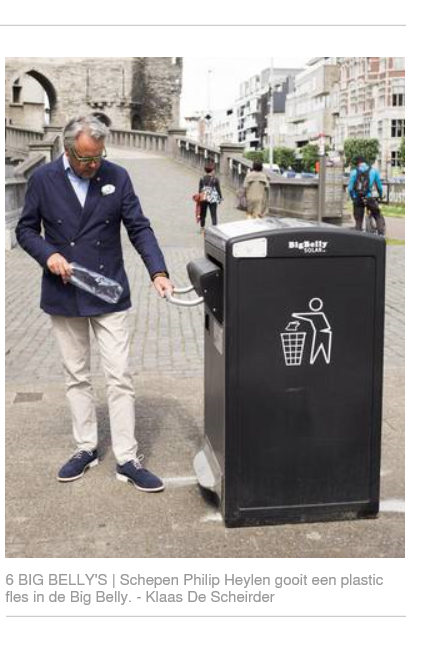 BigBelly
SOLAR
6 BIG BELLY'S | Schepen Philip Heylen gooit een plastic
fles in de Big Belly. - Klaas De Scheirder